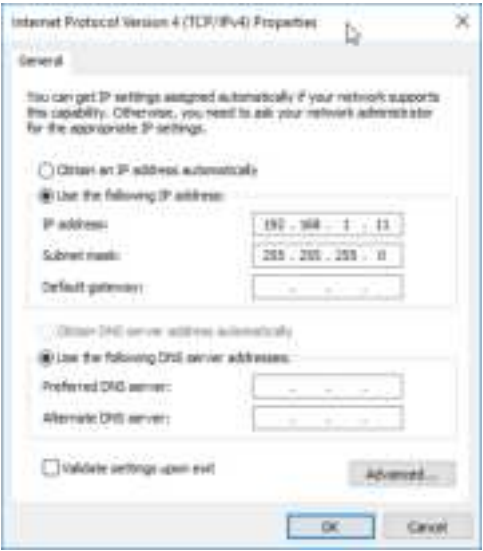 Internet Protocol Version 4 (TCP/IPv4) Properties
General
You can get IP settings assigned automatically if your network supports
this capability. Otherwise, you need to ask your network administrator
for the appropriate IP settings.
Obtain an IP address automatically
Use the following IP address:
IP address: 192 . 168 . 1 . 11
Subnet mask: 255 . 255 . 255 . 0
Default gateway: . . .
Obtain DNS server address automatically
Use the following DNS server addresses:
Preferred DNS server: . . .
Alternate DNS server: . . .
Validate settings upon exit
Advanced...
OK Cancel